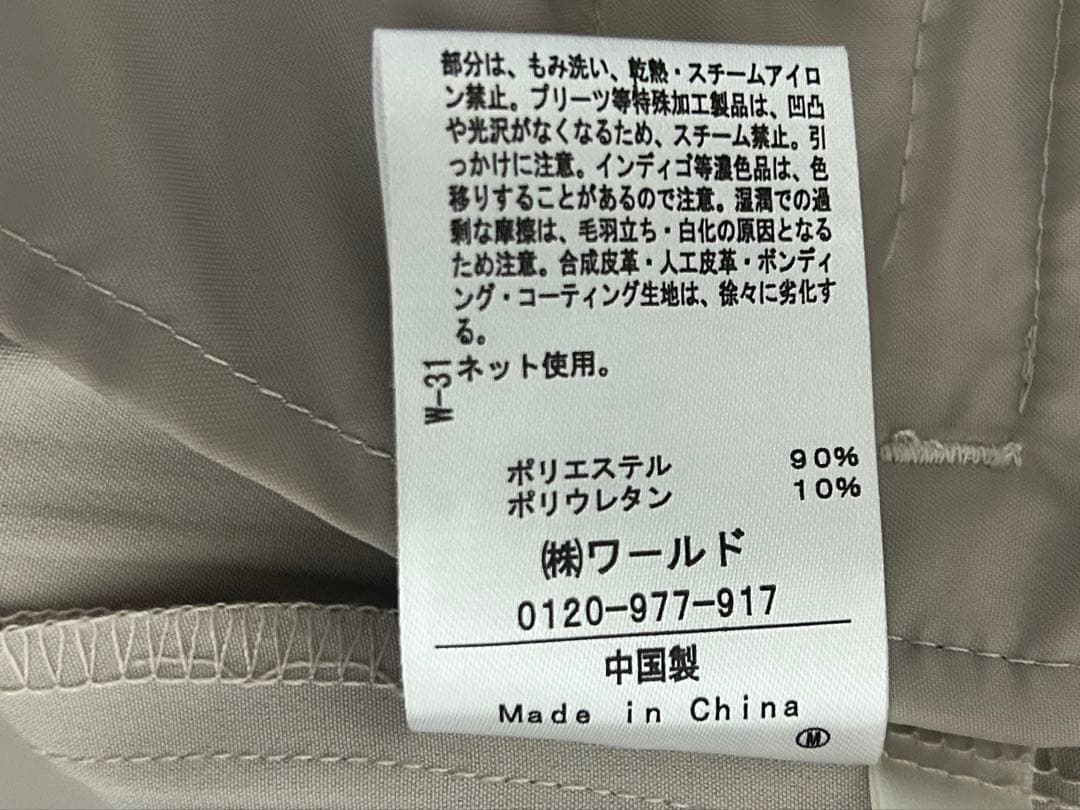 部分は、もみ洗い、乾熱・スチームアイロ
ン禁止。プリーツ等特殊加工製品は、凹凸
や光沢がなくなるため、スチーム禁止。引
っかけに注意。インディゴ等濃色品は、色
移りすることがあるので注意。湿潤での過
剰な摩擦は、毛羽立ち・白化の原因となる
ため注意。合成皮革・人工皮革・ボンディ
ング・コーティング生地は、徐々に劣化す
る。
ネット使用。
W-31
ポリエステル 90%
ポリウレタン 10%
㈱ワールド
0120-977-917
中国製
Made in China
M